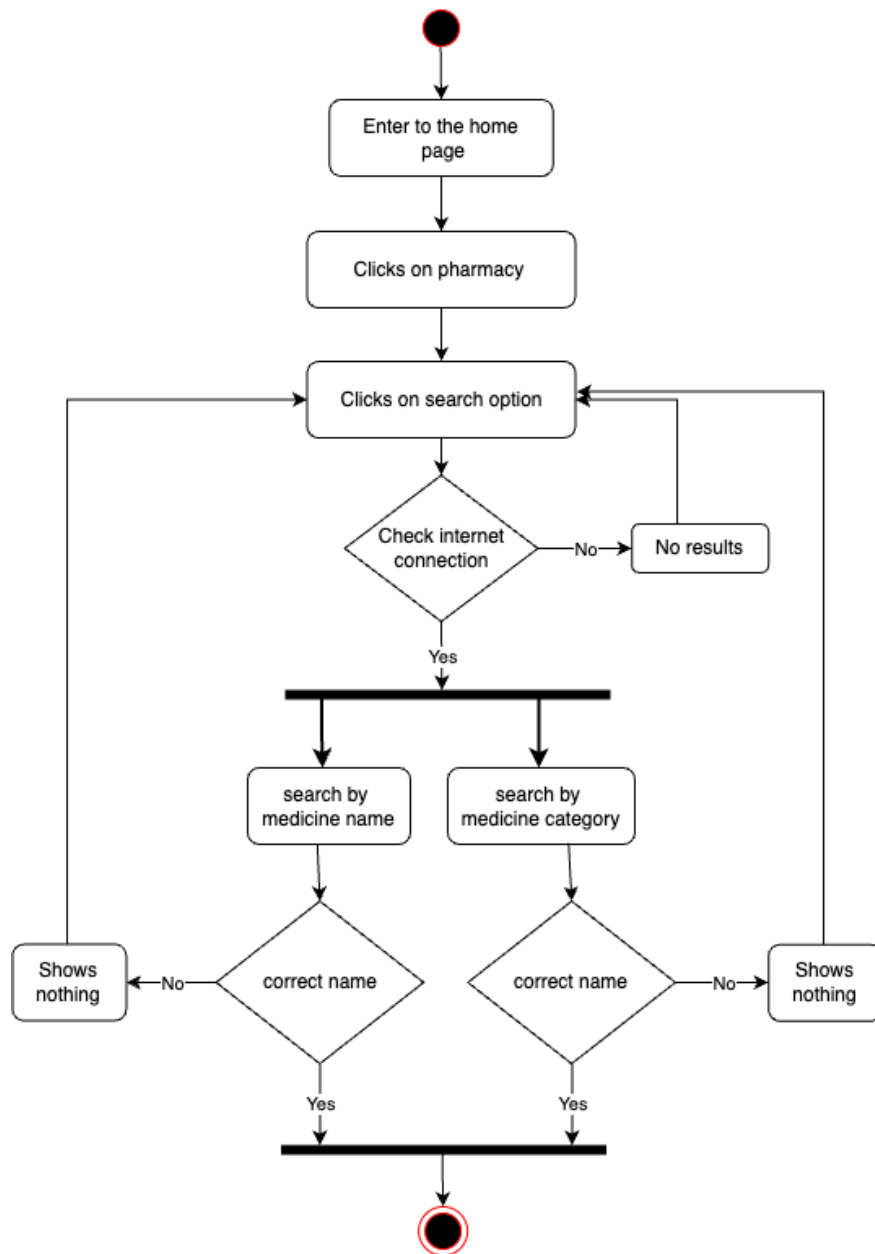 Enter to the home
page
Clicks on pharmacy
Clicks on search option
Check internet
connection
No
No results
Yes
search by
medicine name
search by
medicine category
Shows
nothing
No
correct name
correct name
No
Shows
nothing
Yes
Yes